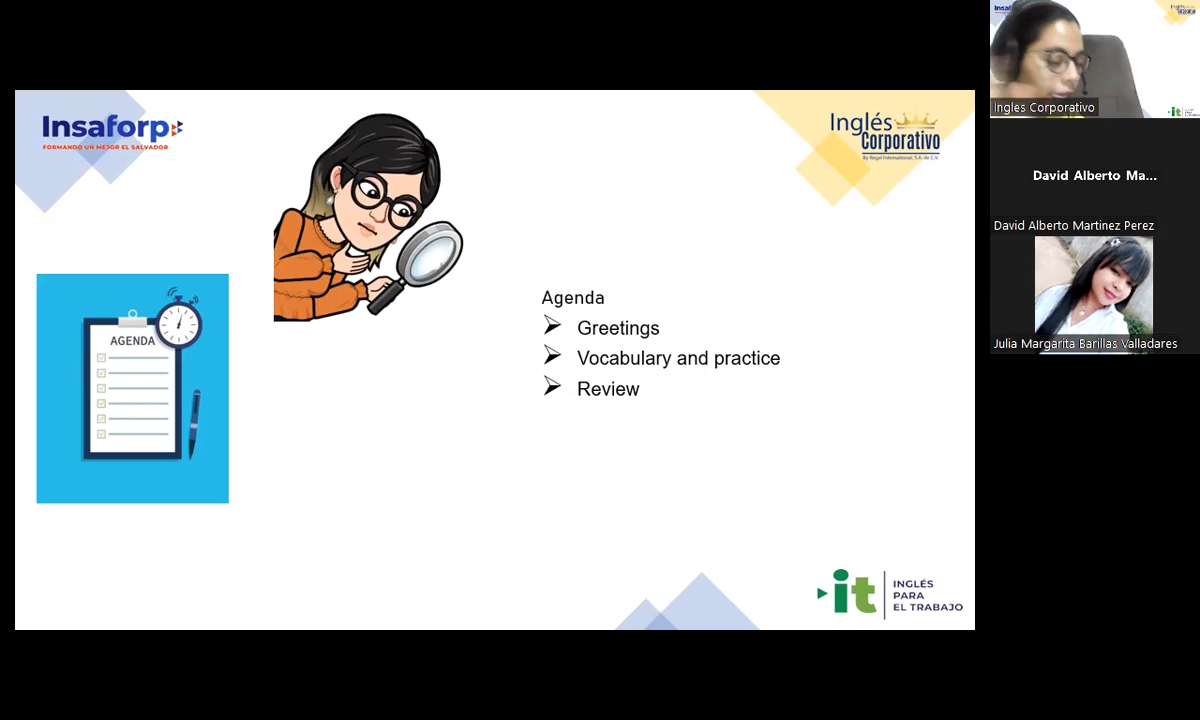 Insaforp
FORMANDO UN MEJOR EL SALVADOR
Inglés
Corporativo
By Regal International, S.A. de C.V.
AGENDA
Agenda
Greetings
Vocabulary and practice
Review
it
INGLÉS
PARA
EL TRABAJO
Ingles Corporativo
David Alberto Ma...
David Alberto Martinez Perez
Julia Margarita Barillas Valladares